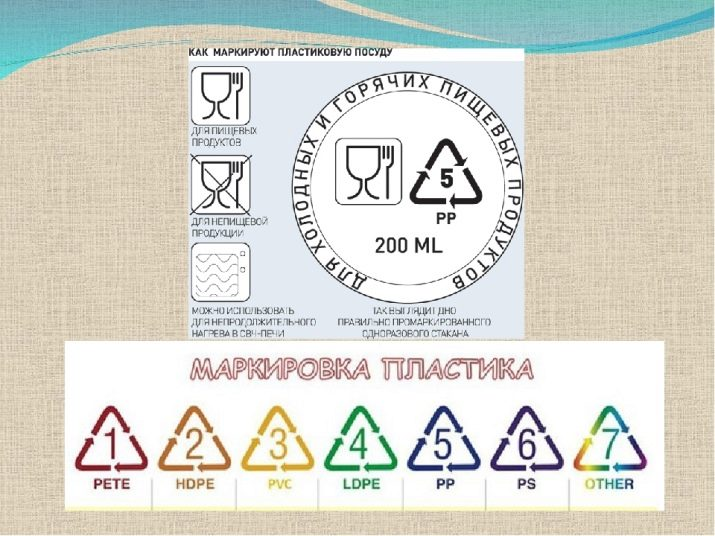 КАК МАРКИРУЮТ ПЛАСТИКОВУЮ ПОСУДУ
ДЛЯ ПИЩЕВЫХ
ПРОДУКТОВ
ДЛЯ НЕПИЩЕВОЙ
ПРОДУКЦИИ
МОЖНО ИСПОЛЬЗОВАТЬ
ДЛЯ НЕПРОДОЛЖИТЕЛЬНОГО
НАГРЕВА В СВЧ-ПЕЧИ
ДЛЯ ХОЛОДНЫХ И ГОРЯЧИХ ПИЩЕВЫХ ПРОДУКТОВ
5
PP
200 ML
ТАК ВЫГЛЯДИТ ДНО
ПРАВИЛЬНО ПРОМАРКИРОВАННОГО
ОДНОРАЗОВОГО СТАКАНА
МАРКИРОВКА ПЛАСТИКА
1 2 3 4 5 6 7
PETE HDPE PVC LDPE PP PS OTHER